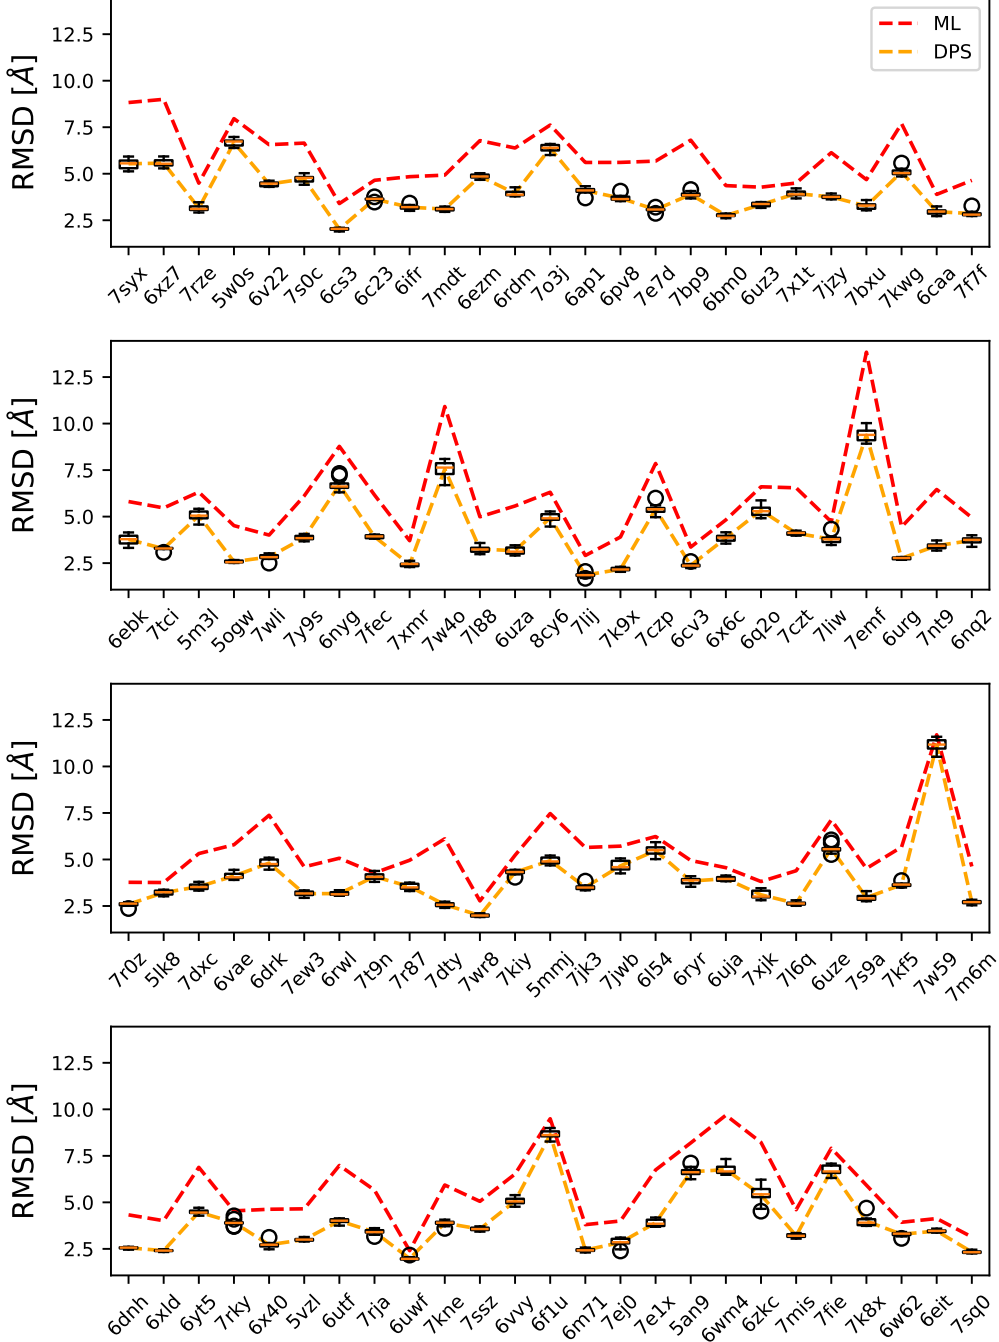 ML
DPS
RMSD [Å]
12.5
10.0
7.5
5.0
2.5
7syx 6xz7 7rze 5w0s 6v22 7s0c 6cs3 6c23 6ifr 7mdt 6ezm 6rdm 7o3j 6ap1 6pv8 7e7d 7bp9 6bm0 6uz3 7x1t 7jzy 7bxu 7kwg 6caa 7f7f
RMSD [Å]
12.5
10.0
7.5
5.0
2.5
6ebk 7tci 5m3l 5ogw 7wli 7y9s 6nyg 7fec 7xmr 7w4o 7l88 6uza 8cy6 7lij 7k9x 7czp 6cv3 6x6c 6q2o 7czt 7liw 7emf 6urg 7nt9 6nq2
RMSD [Å]
12.5
10.0
7.5
5.0
2.5
7r0z 5lk8 7dxc 6vae 6drk 7ew3 6rwl 7t9n 7r87 7dty 7wr8 7kiy 5mmj 7jk3 7jwb 6l54 6ryr 6uja 7xjk 7l6q 6uze 7s9a 7kf5 7w59 7m6m
RMSD [Å]
12.5
10.0
7.5
5.0
2.5
6dnh 6xld 6yt5 7rky 6x40 5vzl 6utf 7rja 6uwf 7kne 7ssz 6vvy 6f1u 6m71 7ej0 7e1x 5an9 6wm4 6zkc 7mis 7fie 7k8x 6w62 6eit 7sq0